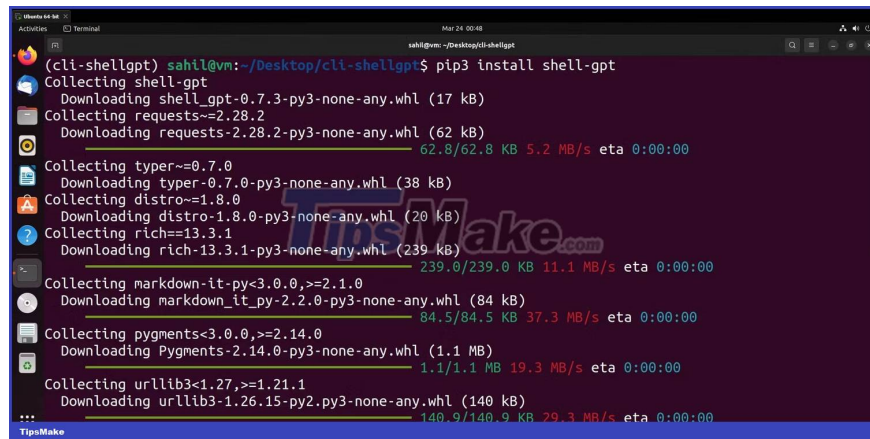 Ubuntu 64-bit
Activities Terminal Mar 24 00:48
sahil@vm: ~/Desktop/cli-shellgpt
(cli-shellgpt) sahil@vm:~/Desktop/cli-shellgpt$ pip3 install shell-gpt
Collecting shell-gpt
Downloading shell_gpt-0.7.3-py3-none-any.whl (17 kB)
Collecting requests~=2.28.2
Downloading requests-2.28.2-py3-none-any.whl (62 kB)
62.8/62.8 KB 5.2 MB/s eta 0:00:00
Collecting typer~=0.7.0
Downloading typer-0.7.0-py3-none-any.whl (38 kB)
Collecting distro~=1.8.0
Downloading distro-1.8.0-py3-none-any.whl (20 kB)
Collecting rich==13.3.1
Downloading rich-13.3.1-py3-none-any.whl (239 kB)
TipsMake.com
239.0/239.0 KB 11.1 MB/s eta 0:00:00
Collecting markdown-it-py<3.0.0,>=2.1.0
Downloading markdown_it_py-2.2.0-py3-none-any.whl (84 kB)
84.5/84.5 KB 37.3 MB/s eta 0:00:00
Collecting pygments<3.0.0,>=2.14.0
Downloading Pygments-2.14.0-py3-none-any.whl (1.1 MB)
1.1/1.1 MB 19.3 MB/s eta 0:00:00
Collecting urllib3<1.27,>=1.21.1
Downloading urllib3-1.26.15-py2.py3-none-any.whl (140 kB)
140.9/140.9 KB 29.3 MB/s eta 0:00:00
TipsMake